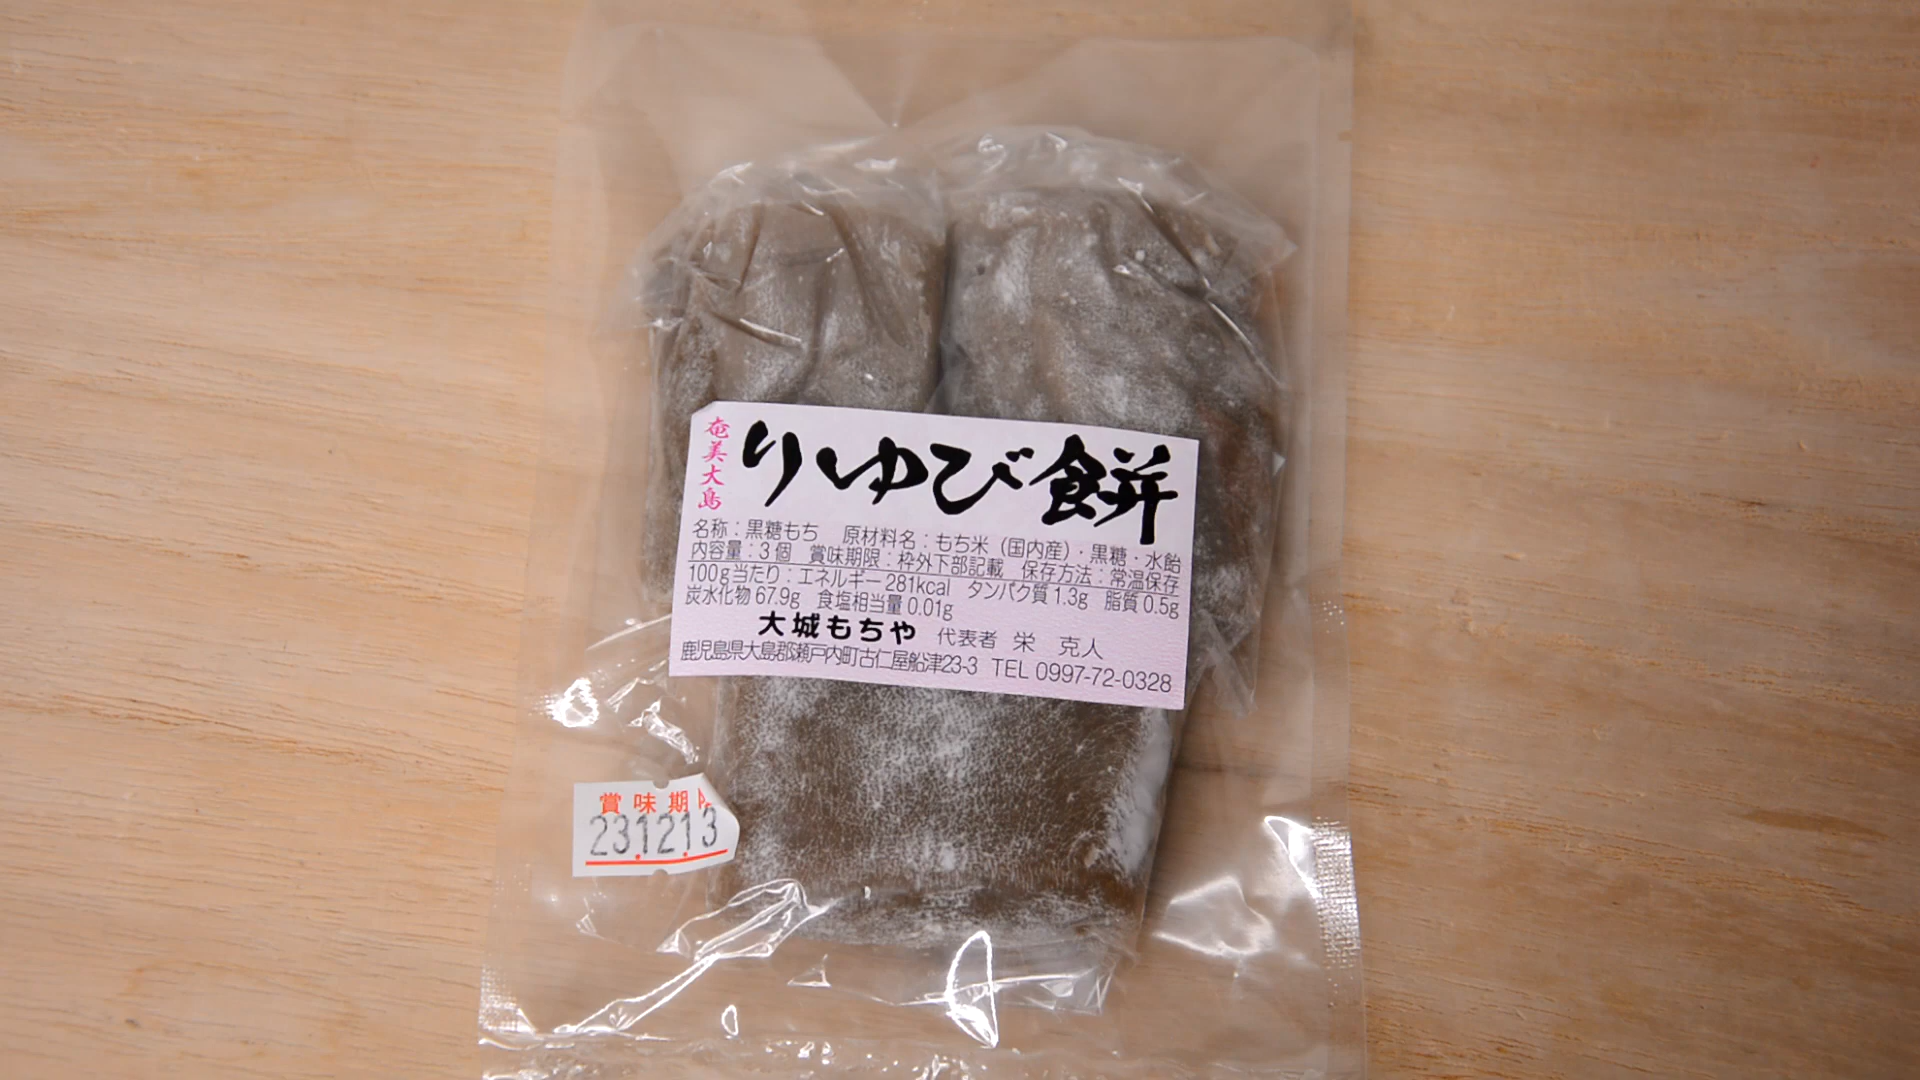 奄美大島
りゆび餅
名称：黒糖もち　原材料名：もち米（国内産）・黒糖・水飴
内容量：3個　賞味期限：枠外下部記載　保存方法：常温保存
100g当たり：エネルギー281kcal　タンパク質1.3g　脂質0.5g
炭水化物67.9g　食塩相当量0.01g
大城もちや　代表者　栄　克人
鹿児島県大島郡瀬戸内町古仁屋船津23-3　TEL 0997-72-0328
賞味期限
23.12.13